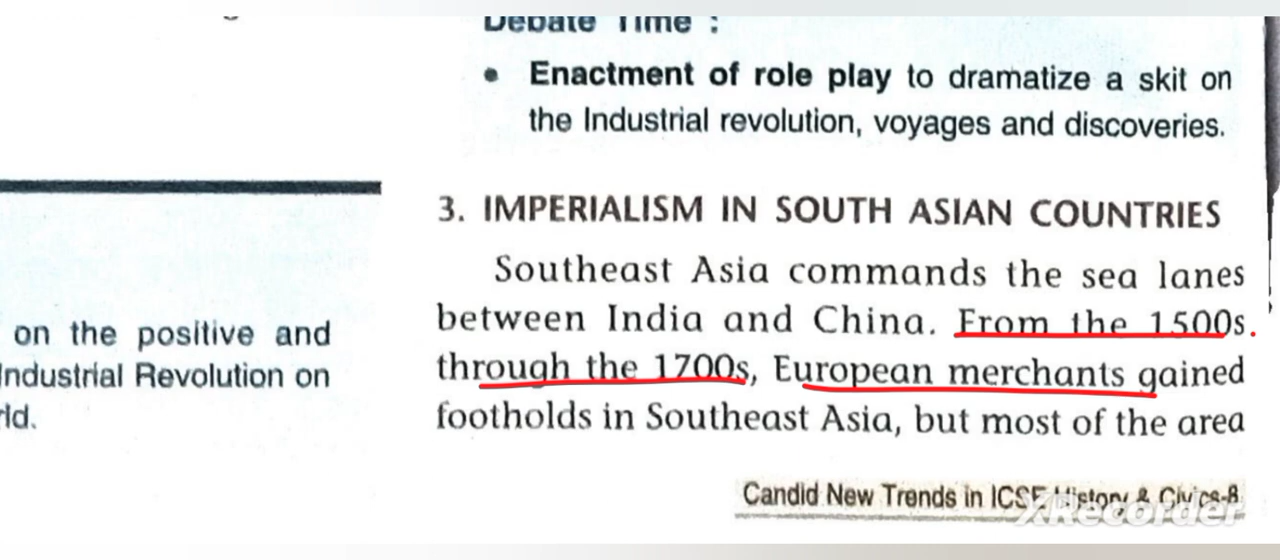 Debate Time :
• Enactment of role play to dramatize a skit on
the Industrial revolution, voyages and discoveries.
on the positive and
Industrial Revolution on
rld.
3. IMPERIALISM IN SOUTH ASIAN COUNTRIES
Southeast Asia commands the sea lanes
between India and China. From the 1500s
through the 1700s, European merchants gained
footholds in Southeast Asia, but most of the area
Candid New Trends in ICSE History & Civics-8
XRecorder